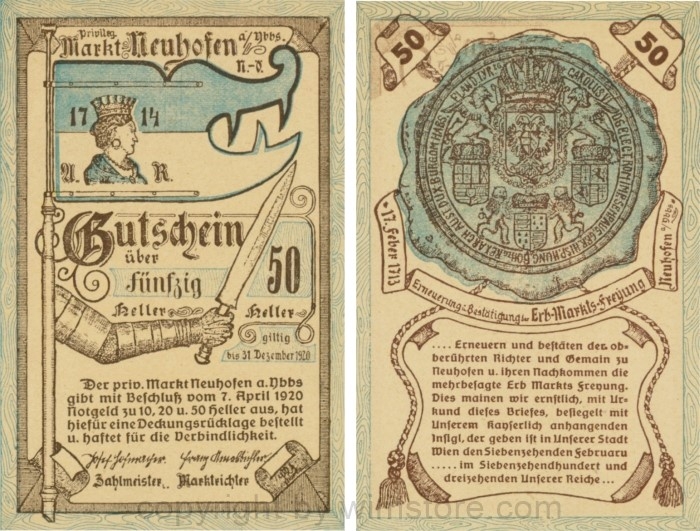 Privileg.
Markt Neuhofen a/Ybbs.
N.-Ö.
17 14
A. R.
Gutschein
über
fünfzig 50
Heller Heller
giltig
bis 31 Dezember 1920
Der priv. Markt Neuhofen a. Ybbs
gibt mit Beschluß vom 7. April 1920
Notgeld zu 10, 20 u. 50 Heller aus, hat
hiefür eine Deckungsrücklage bestellt
u. haftet für die Verbindlichkeit.
Zahlmeister Marktrichter
50 50
17. Feber 1713
Neuhofen a/Ybbs
Erneuerung u. Bestätigung der Erb-Markts-Freyung
.... Erneuern und bestäten der ob-
berührten Richter und Gemain zu
Neuhofen u. ihren Nachkommen die
mehrbesagte Erb Markts Freyung.
Dies mainen wir ernstlich, mit Ur-
kund dieses Briefes, besiegelt mit
Unserem Kayserlich anhangenden
Insigl, der geben ist in Unserer Stadt
Wien den Siebenzehenden Februaru
..... im Siebenzehendhundert und
dreizehenden Unserer Reiche ...
copyright by wimstore.com